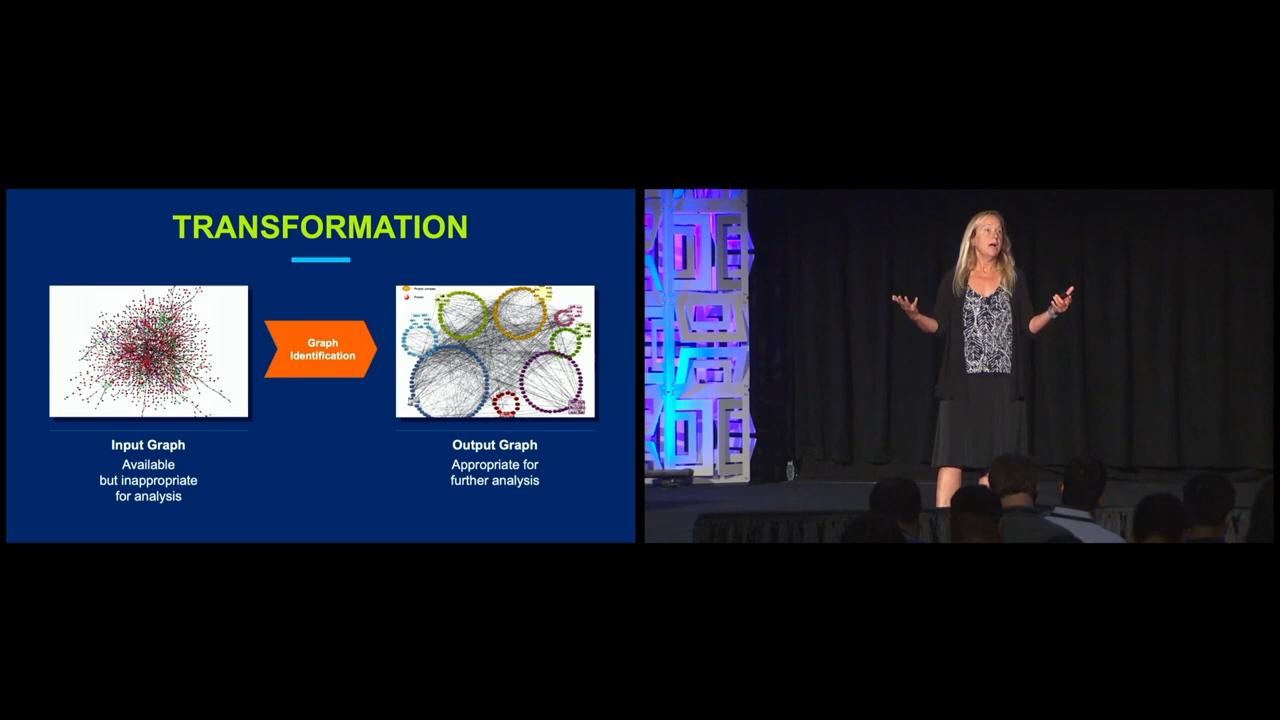 TRANSFORMATION
Graph
Identification
Input Graph
Available
but inappropriate
for analysis
Output Graph
Appropriate for
further analysis